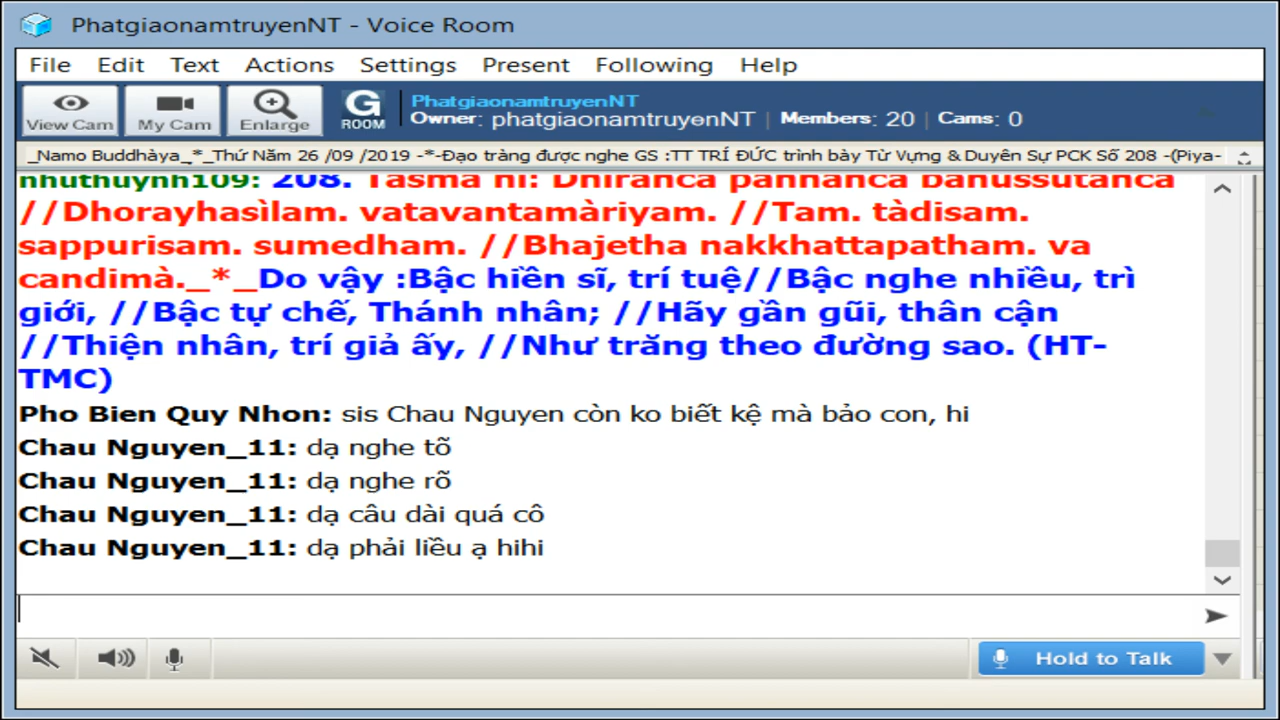 PhatgiaonamtruyenNT - Voice Room
File Edit Text Actions Settings Present Following Help
View Cam My Cam Enlarge G ROOM
PhatgiaonamtruyenNT
Owner: phatgiaonamtruyenNT | Members: 20 | Cams: 0
_Namo Buddhàya_*_Thứ Năm 26 /09 /2019 -*-Đạo tràng được nghe GS :TT TRÍ ĐỨC trình bày Từ Vựng & Duyên Sự PCK Số 208 -(Piya-
nhuthuynh109: 208. Tasmà hi: Dhìranca pannanca bahussutanca
//Dhorayhasìlam. vatavantamàriyam. //Tam. tàdisam.
sappurisam. sumedham. //Bhajetha nakkhattapatham. va
candimà._*_Do vậy :Bậc hiền sĩ, trí tuệ//Bậc nghe nhiều, trì
giới, //Bậc tự chế, Thánh nhân; //Hãy gần gũi, thân cận
//Thiện nhân, trí giả ấy, //Như trăng theo đường sao. (HT-
TMC)
Pho Bien Quy Nhon: sis Chau Nguyen còn ko biết kệ mà bảo con, hi
Chau Nguyen_11: dạ nghe tõ
Chau Nguyen_11: dạ nghe rõ
Chau Nguyen_11: dạ câu dài quá cô
Chau Nguyen_11: dạ phải liều ạ hihi
Hold to Talk